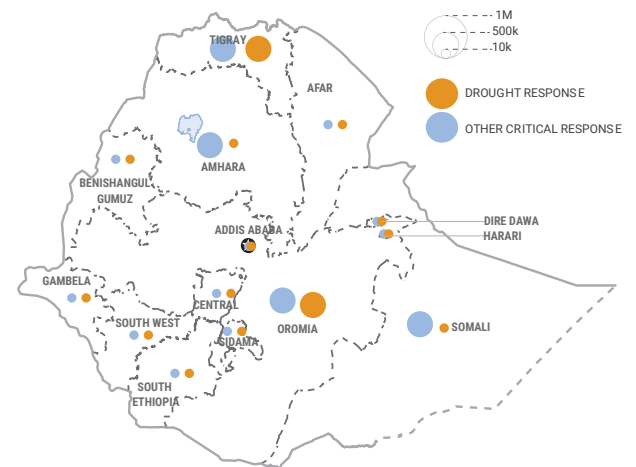 1M
500k
10k
TIGRAY
AFAR
DROUGHT RESPONSE
OTHER CRITICAL RESPONSE
AMHARA
BENISHANGUL
GUMUZ
DIRE DAWA
ADDIS ABABA
HARARI
GAMBELA
CENTRAL
SOUTH WEST
OROMIA
SOMALI
SIDAMA
SOUTH
ETHIOPIA